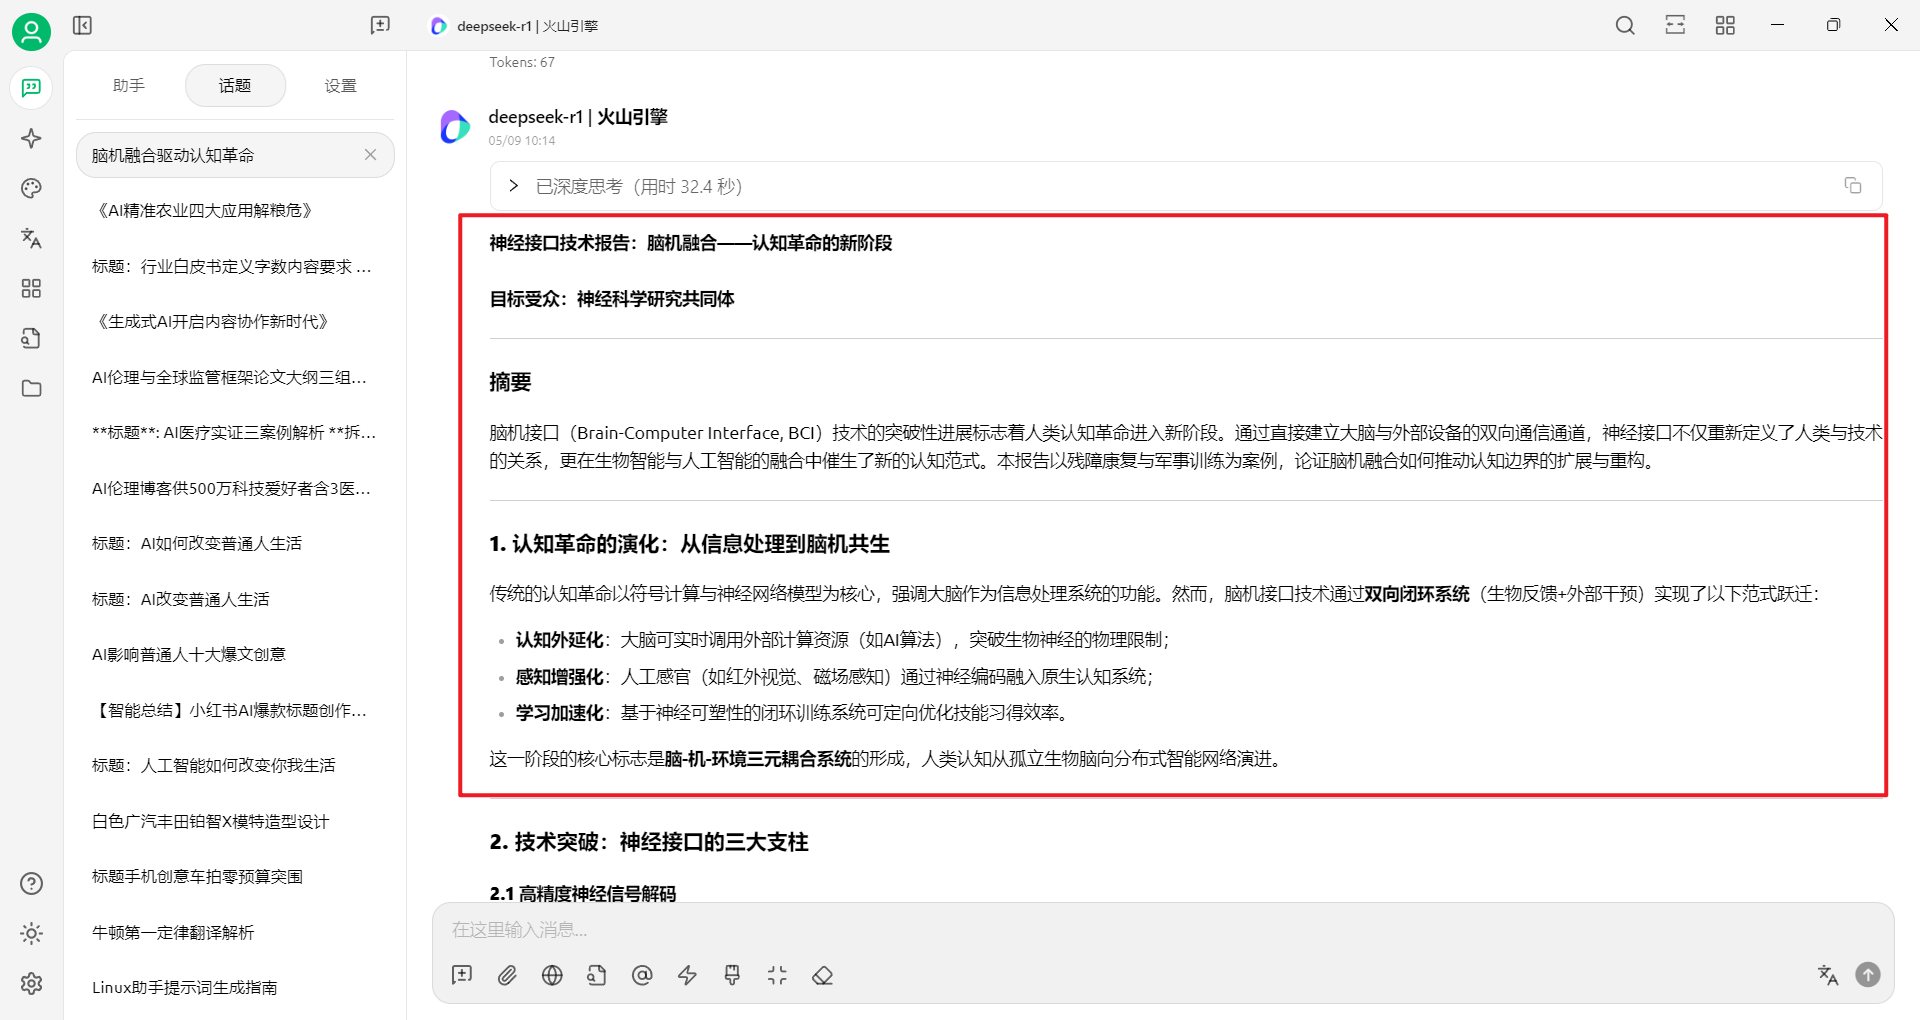 deepseek-r1 | 火山引擎
助手
话题
设置
脑机融合驱动认知革命
《AI精准农业四大应用解粮危》
标题：行业白皮书定义字数内容要求 ...
《生成式AI开启内容协作新时代》
AI伦理与全球监管框架论文大纲三组...
**标题**: AI医疗实证三案例解析 **拆...
AI伦理博客供500万科技爱好者含3医...
标题：AI如何改变普通人生活
标题：AI改变普通人生活
AI影响普通人十大爆文创意
【智能总结】小红书AI爆款标题创作...
标题：人工智能如何改变你我生活
白色广汽丰田铂智X模特造型设计
标题手机创意车拍零预算突围
牛顿第一定律翻译解析
Linux助手提示词生成指南
Tokens: 67
deepseek-r1 | 火山引擎
05/09 10:14
已深度思考（用时 32.4 秒）
神经接口技术报告：脑机融合——认知革命的新阶段
目标受众：神经科学研究共同体
摘要
脑机接口（Brain-Computer Interface, BCI）技术的突破性进展标志着人类认知革命进入新阶段。通过直接建立大脑与外部设备的双向通信通道，神经接口不仅重新定义了人类与技术
的关系，更在生物智能与人工智能的融合中催生了新的认知范式。本报告以残障康复与军事训练为案例，论证脑机融合如何推动认知边界的扩展与重构。
1. 认知革命的演化：从信息处理到脑机共生
传统的认知革命以符号计算与神经网络模型为核心，强调大脑作为信息处理系统的功能。然而，脑机接口技术通过双向闭环系统（生物反馈+外部干预）实现了以下范式跃迁：
• 认知外延化：大脑可实时调用外部计算资源（如AI算法），突破生物神经的物理限制；
• 感知增强化：人工感官（如红外视觉、磁场感知）通过神经编码融入原生认知系统；
• 学习加速化：基于神经可塑性的闭环训练系统可定向优化技能习得效率。
这一阶段的核心标志是脑-机-环境三元耦合系统的形成，人类认知从孤立生物脑向分布式智能网络演进。
2. 技术突破：神经接口的三大支柱
2.1 高精度神经信号解码
在这里输入消息...